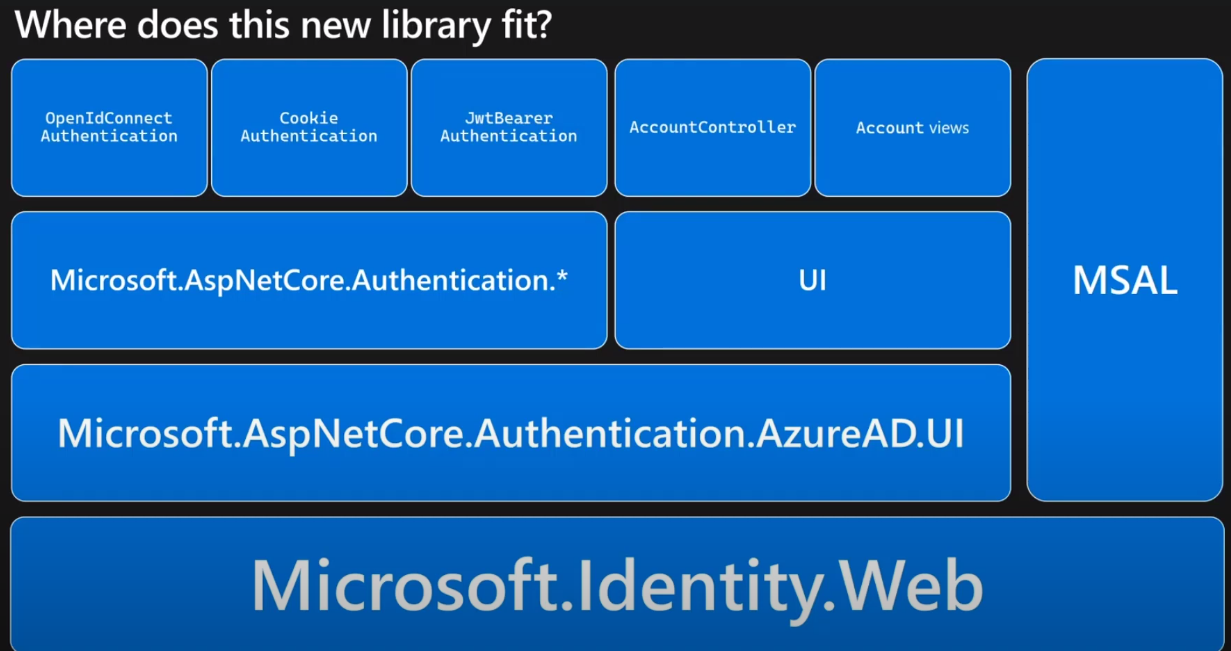 Where does this new library fit?
OpenIdConnect
Authentication
Cookie
Authentication
JwtBearer
Authentication
AccountController
Account views
MSAL
Microsoft.AspNetCore.Authentication.*
UI
Microsoft.AspNetCore.Authentication.AzureAD.UI
Microsoft.Identity.Web